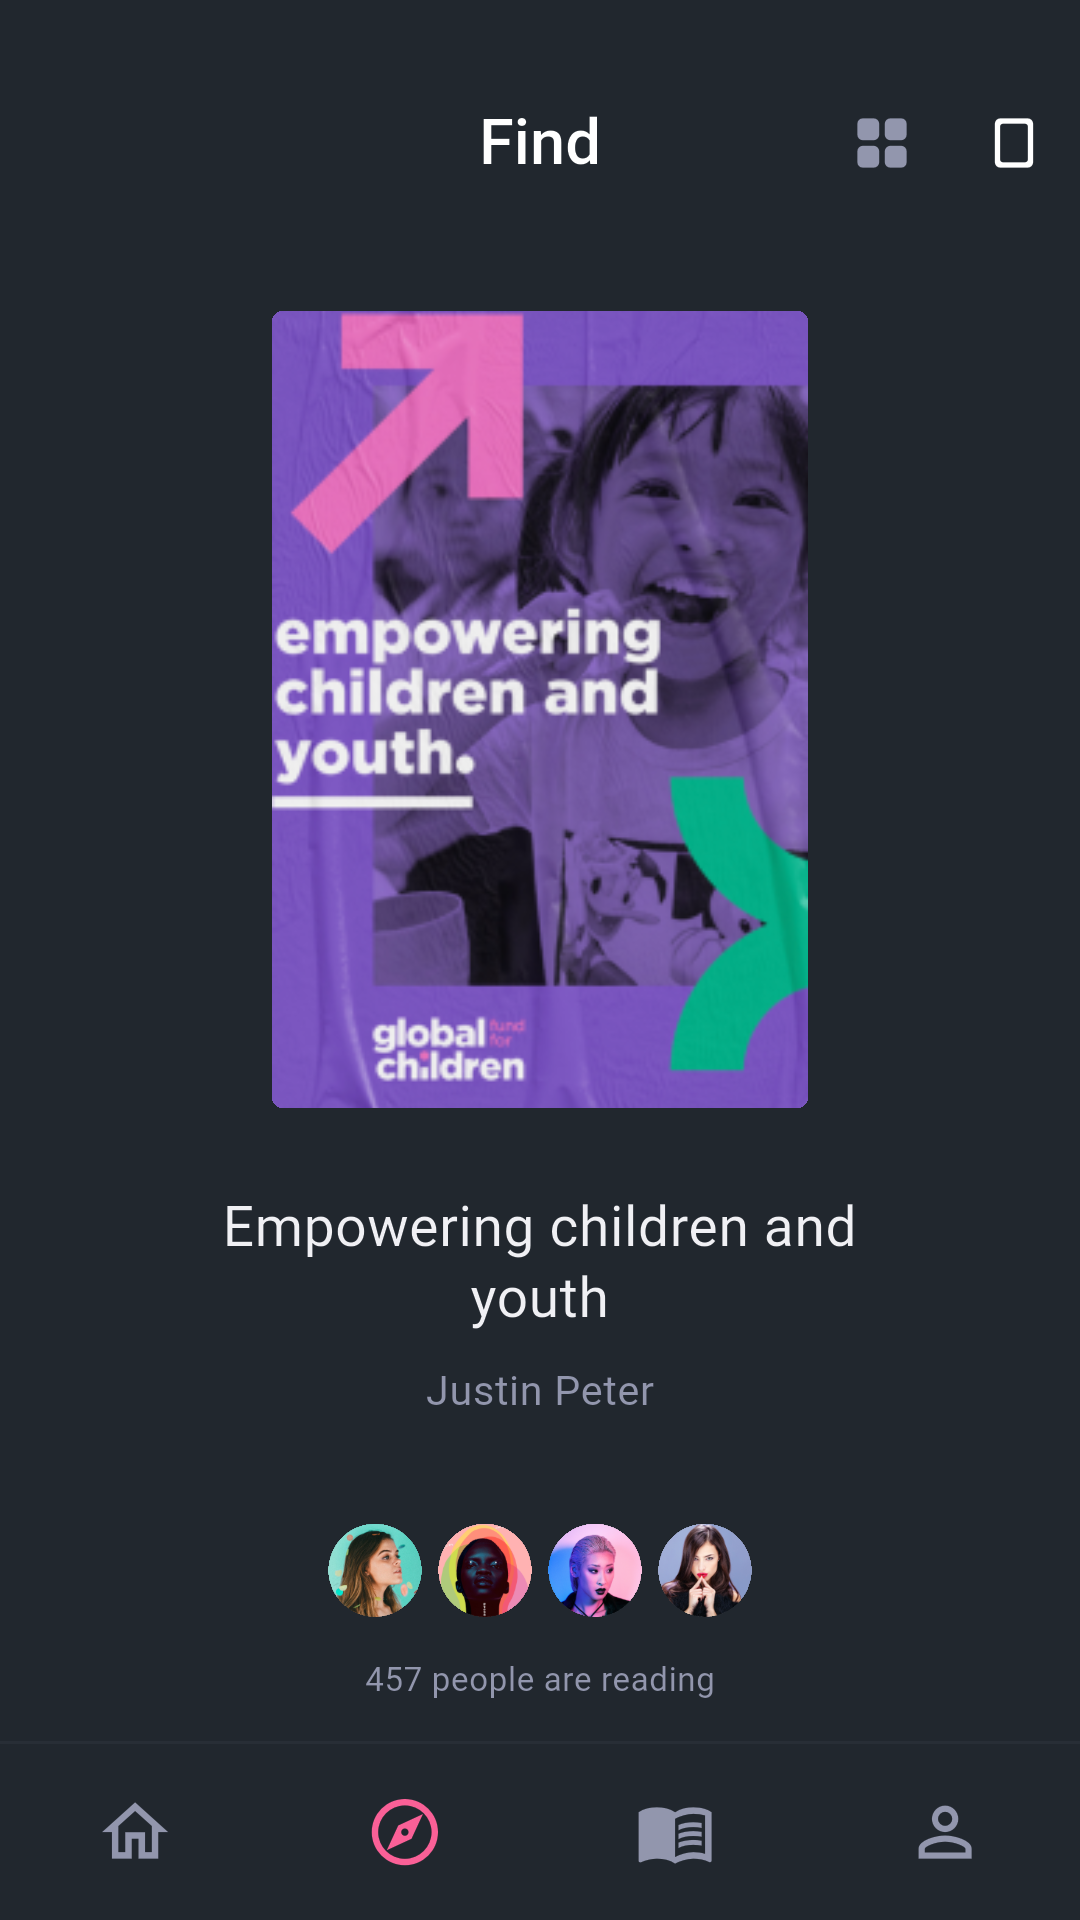 Find
empowering
children and
youth.
global fund
for
children
Empowering children and
youth
Justin Peter
457 people are reading